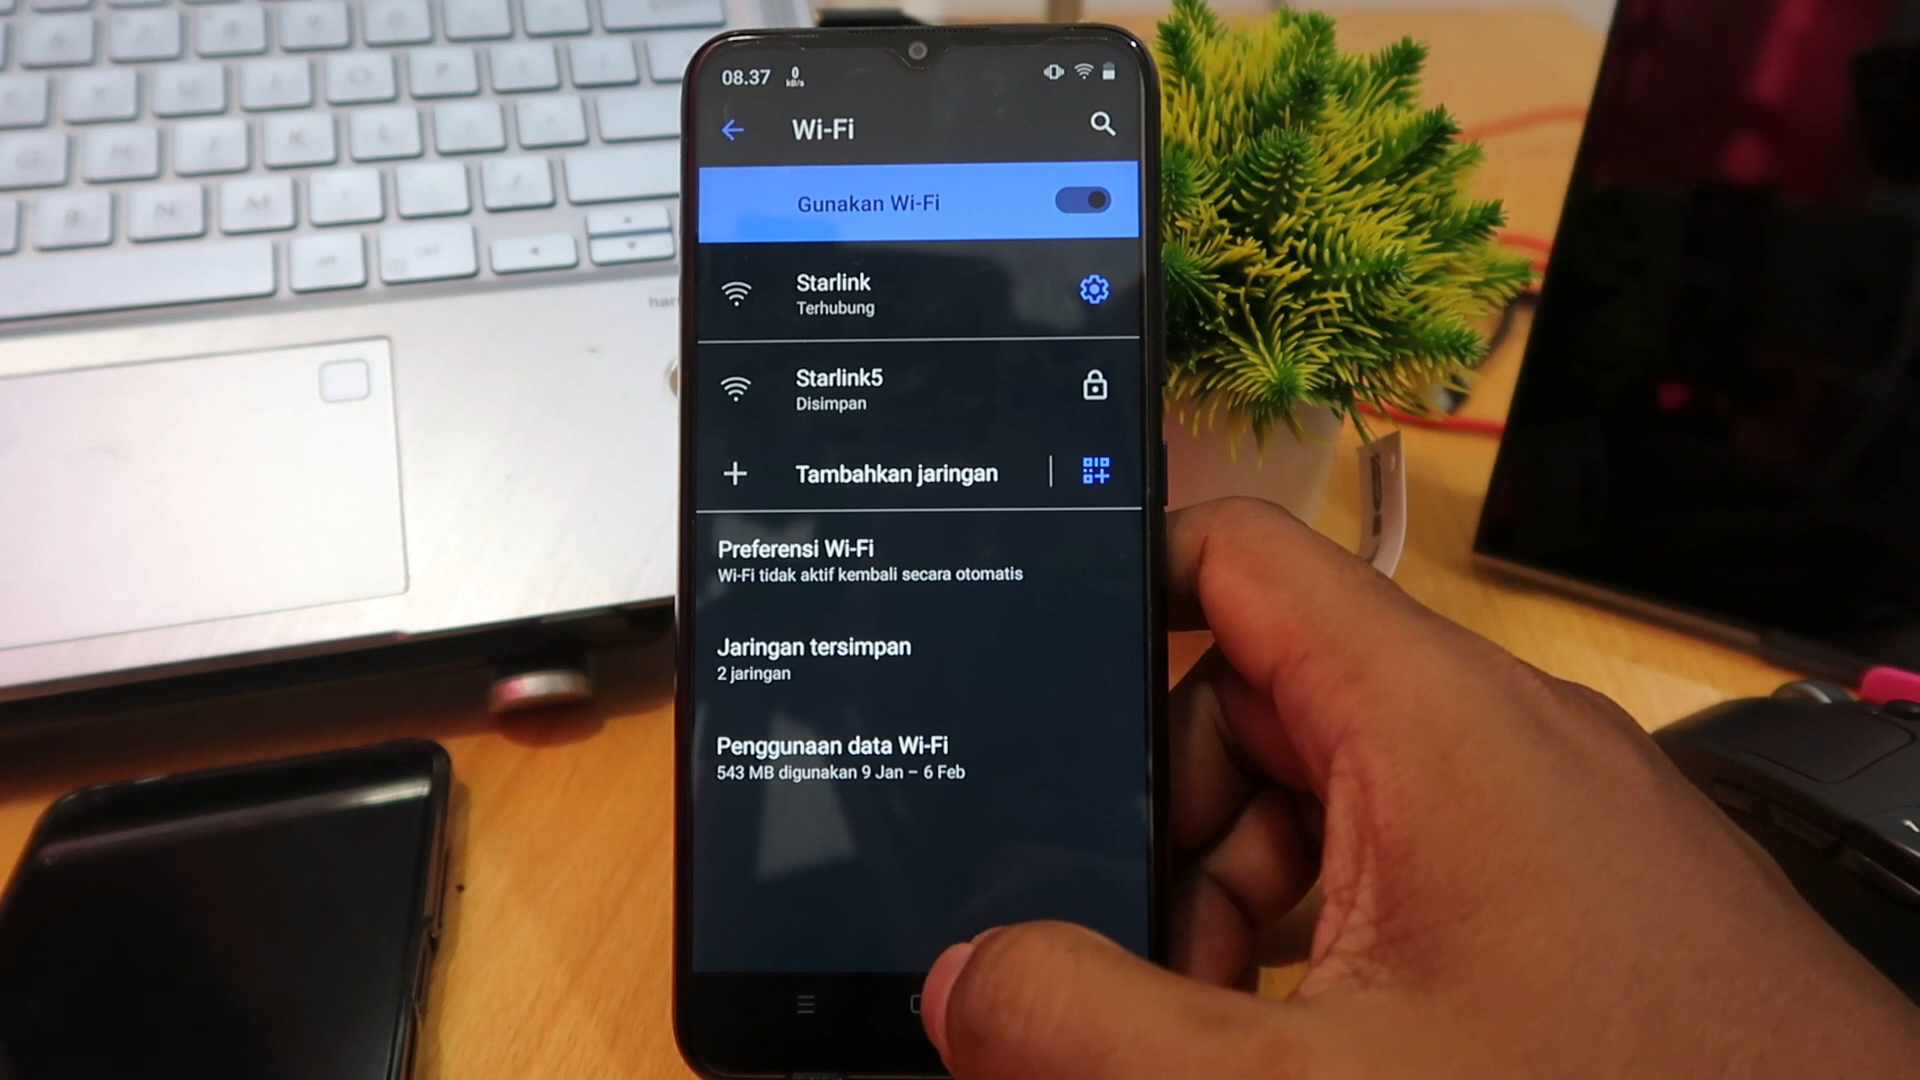 08.37
0
kB/s
Wi-Fi
Gunakan Wi-Fi
Starlink
Terhubung
Starlink5
Disimpan
Tambahkan jaringan
Preferensi Wi-Fi
Wi-Fi tidak aktif kembali secara otomatis
Jaringan tersimpan
2 jaringan
Penggunaan data Wi-Fi
543 MB digunakan 9 Jan – 6 Feb